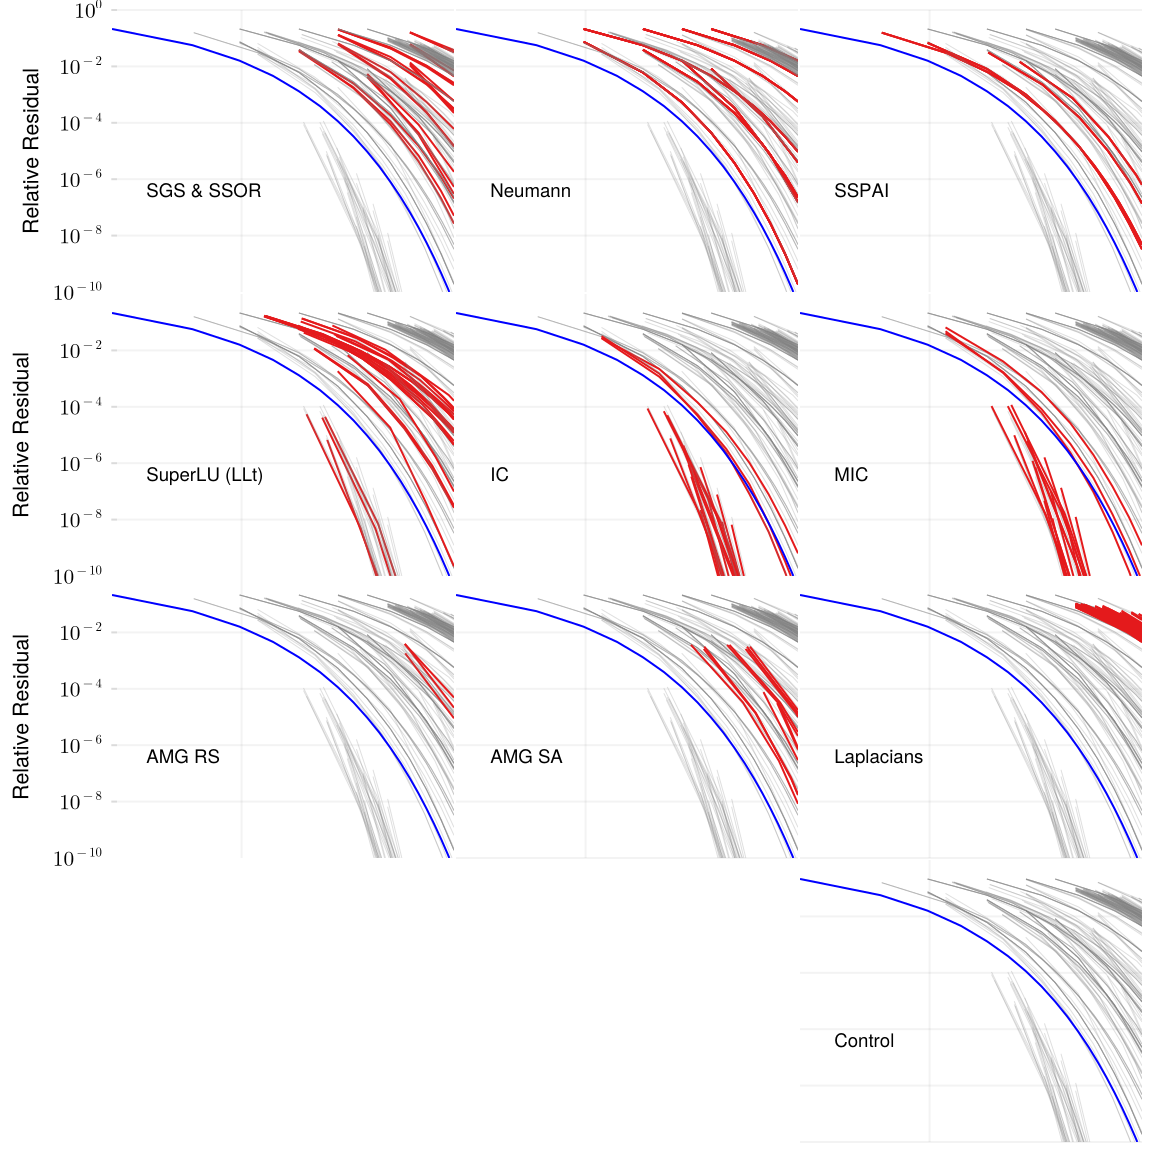 10^0
10^-2
10^-4
10^-6
10^-8
10^-10
Relative Residual
SGS & SSOR
Neumann
SSPAI
10^-2
10^-4
10^-6
10^-8
10^-10
Relative Residual
SuperLU (LLt)
IC
MIC
10^-2
10^-4
10^-6
10^-8
10^-10
Relative Residual
AMG RS
AMG SA
Laplacians
Control